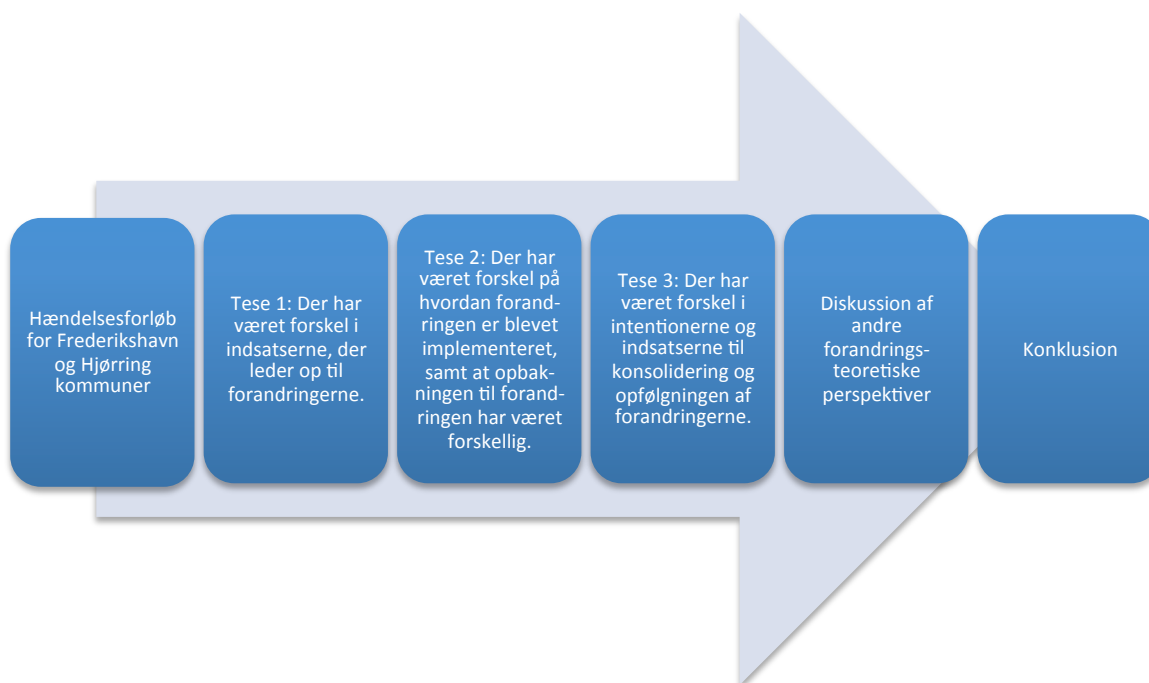 Hændelsesforløb
for Frederikshavn
og Hjørring
kommuner
Tese 1: Der har
været forskel i
indsatserne, der
leder op til
forandringerne.
Tese 2: Der har
været forskel på
hvordan forand-
ringen er blevet
implementeret,
samt at opbak-
ningen til forand-
ringen har været
forskellig.
Tese 3: Der har
været forskel i
intentionerne og
indsatserne til
konsolidering og
opfølgningen af
forandringerne.
Diskussion af
andre
forandrings-
teoretiske
perspektiver
Konklusion